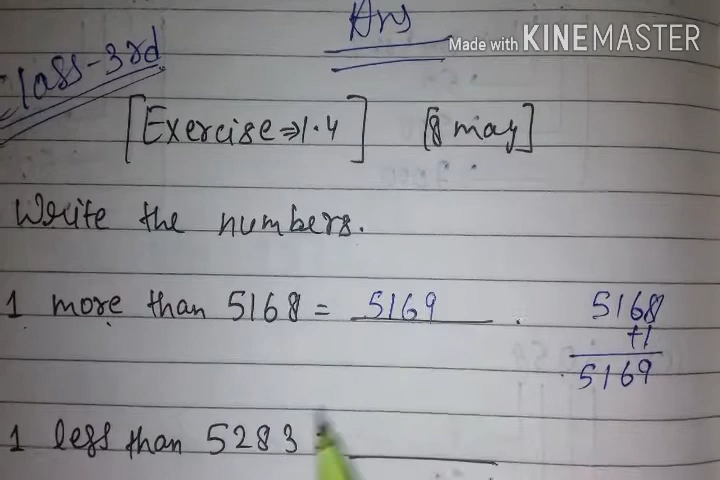 Ans
Made with KINEMASTER
Class-3rd
[Exercise⇒1.4] [8 may]
Write the numbers.
1 more than 5168 = 5169.
5168
+1
5169
1 less than 5283 =